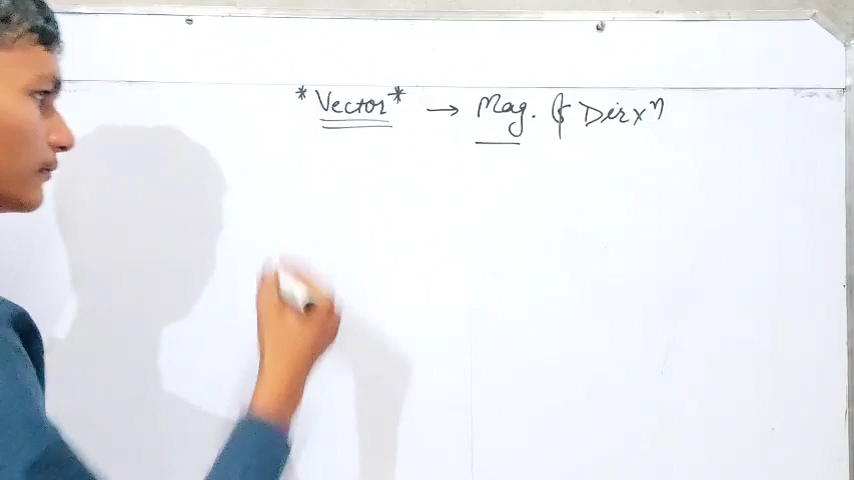 *Vector* → Mag. & Dirxⁿ